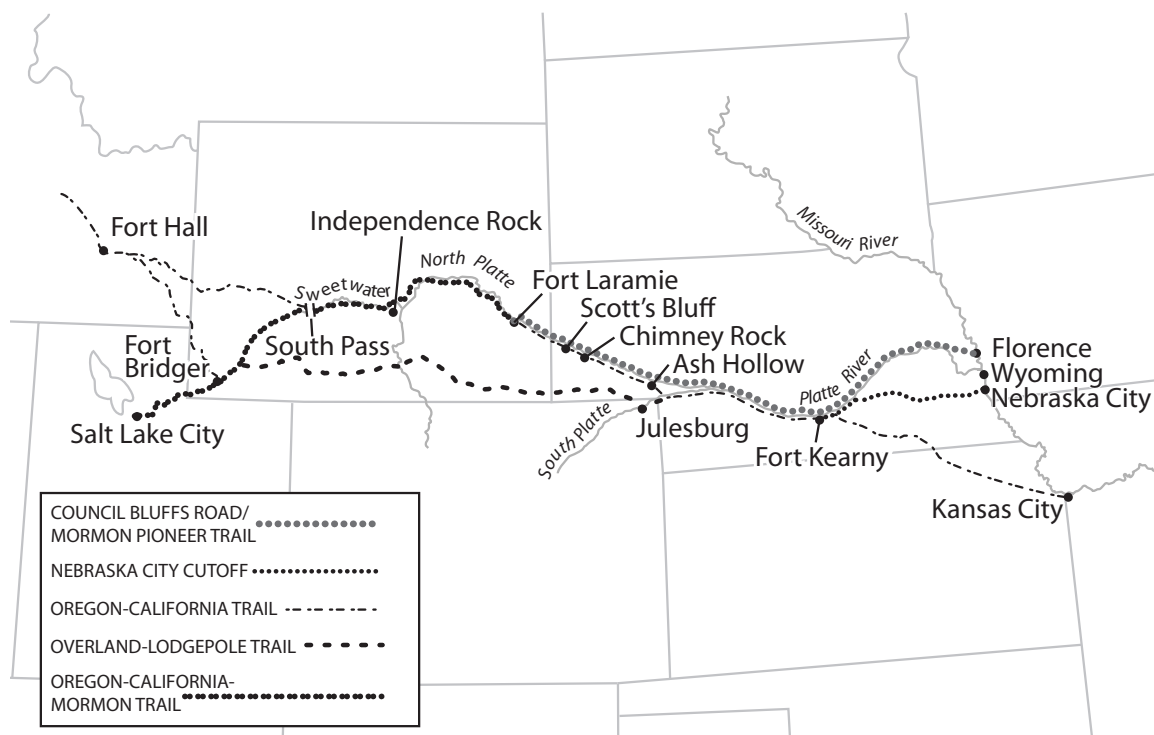 Fort Hall
Independence Rock
Missouri River
North Platte
Sweetwater
Fort Laramie
Scott's Bluff
Chimney Rock
Ash Hollow
South Pass
Fort
Bridger
Platte River
Florence
Wyoming
Nebraska City
Salt Lake City
South Platte
Julesburg
Fort Kearny
Kansas City
COUNCIL BLUFFS ROAD/
MORMON PIONEER TRAIL
NEBRASKA CITY CUTOFF
OREGON-CALIFORNIA TRAIL
OVERLAND-LODGEPOLE TRAIL
OREGON-CALIFORNIA-
MORMON TRAIL